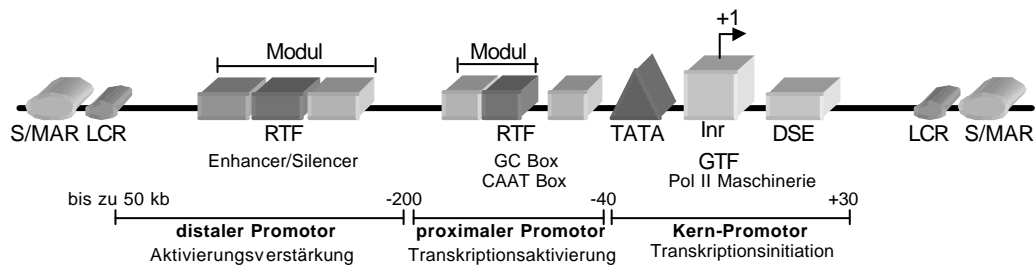 +1
Modul
Modul
S/MAR LCR RTF RTF TATA Inr DSE LCR S/MAR
Enhancer/Silencer GC Box GTF
CAAT Box Pol II Maschinerie
bis zu 50 kb -200 -40 +30
distaler Promotor proximaler Promotor Kern-Promotor
Aktivierungsverstärkung Transkriptionsaktivierung Transkriptionsinitiation